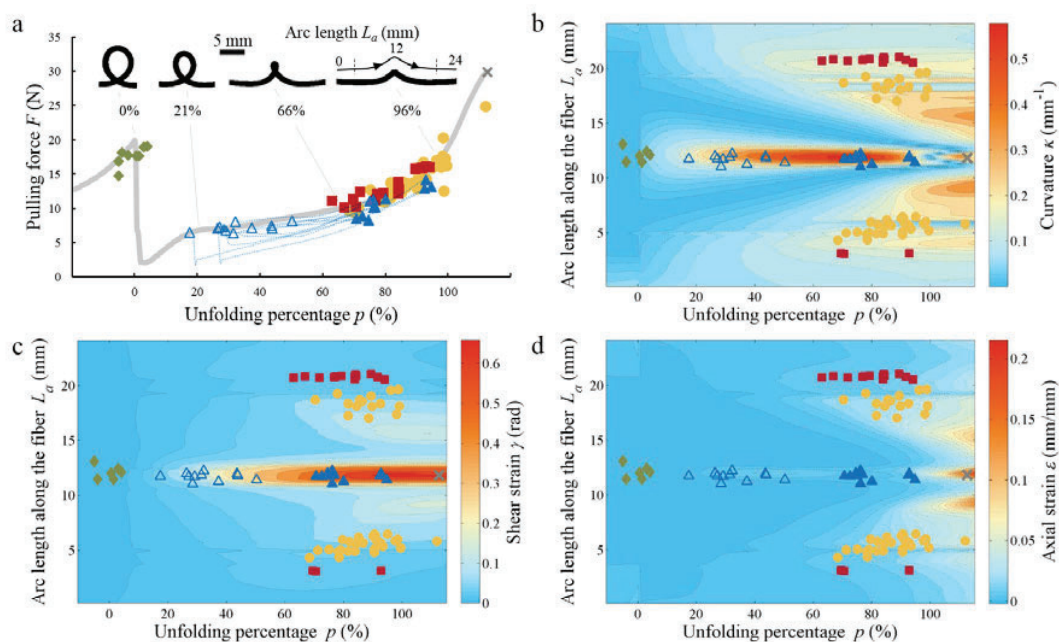 a
Arc length Lₐ (mm)
5 mm
0 12 24
0% 21% 66% 96%
35
30
25
20
15
10
5
0
Pulling force F (N)
0 20 40 60 80 100
Unfolding percentage p (%)
b
Arc length along the fiber Lₐ (mm)
20
15
10
5
0 20 40 60 80 100
Unfolding percentage p (%)
0.5
0.4
0.3
0.2
0.1
Curvature κ (mm⁻¹)
c
Arc length along the fiber Lₐ (mm)
20
15
10
5
0 20 40 60 80 100
Unfolding percentage p (%)
0.6
0.5
0.4
0.3
0.2
0.1
0
Shear strain γ (rad)
d
Arc length along the fiber Lₐ (mm)
20
15
10
5
0 20 40 60 80 100
Unfolding percentage p (%)
0.2
0.15
0.1
0.05
0
Axial strain ε (mm/mm)